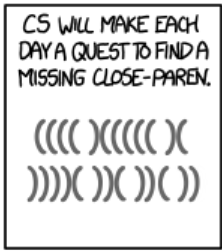 CS WILL MAKE EACH
DAY A QUEST TO FIND A
MISSING CLOSE-PAREN.
(((( )((((( )(
))))( ))( ))( ))